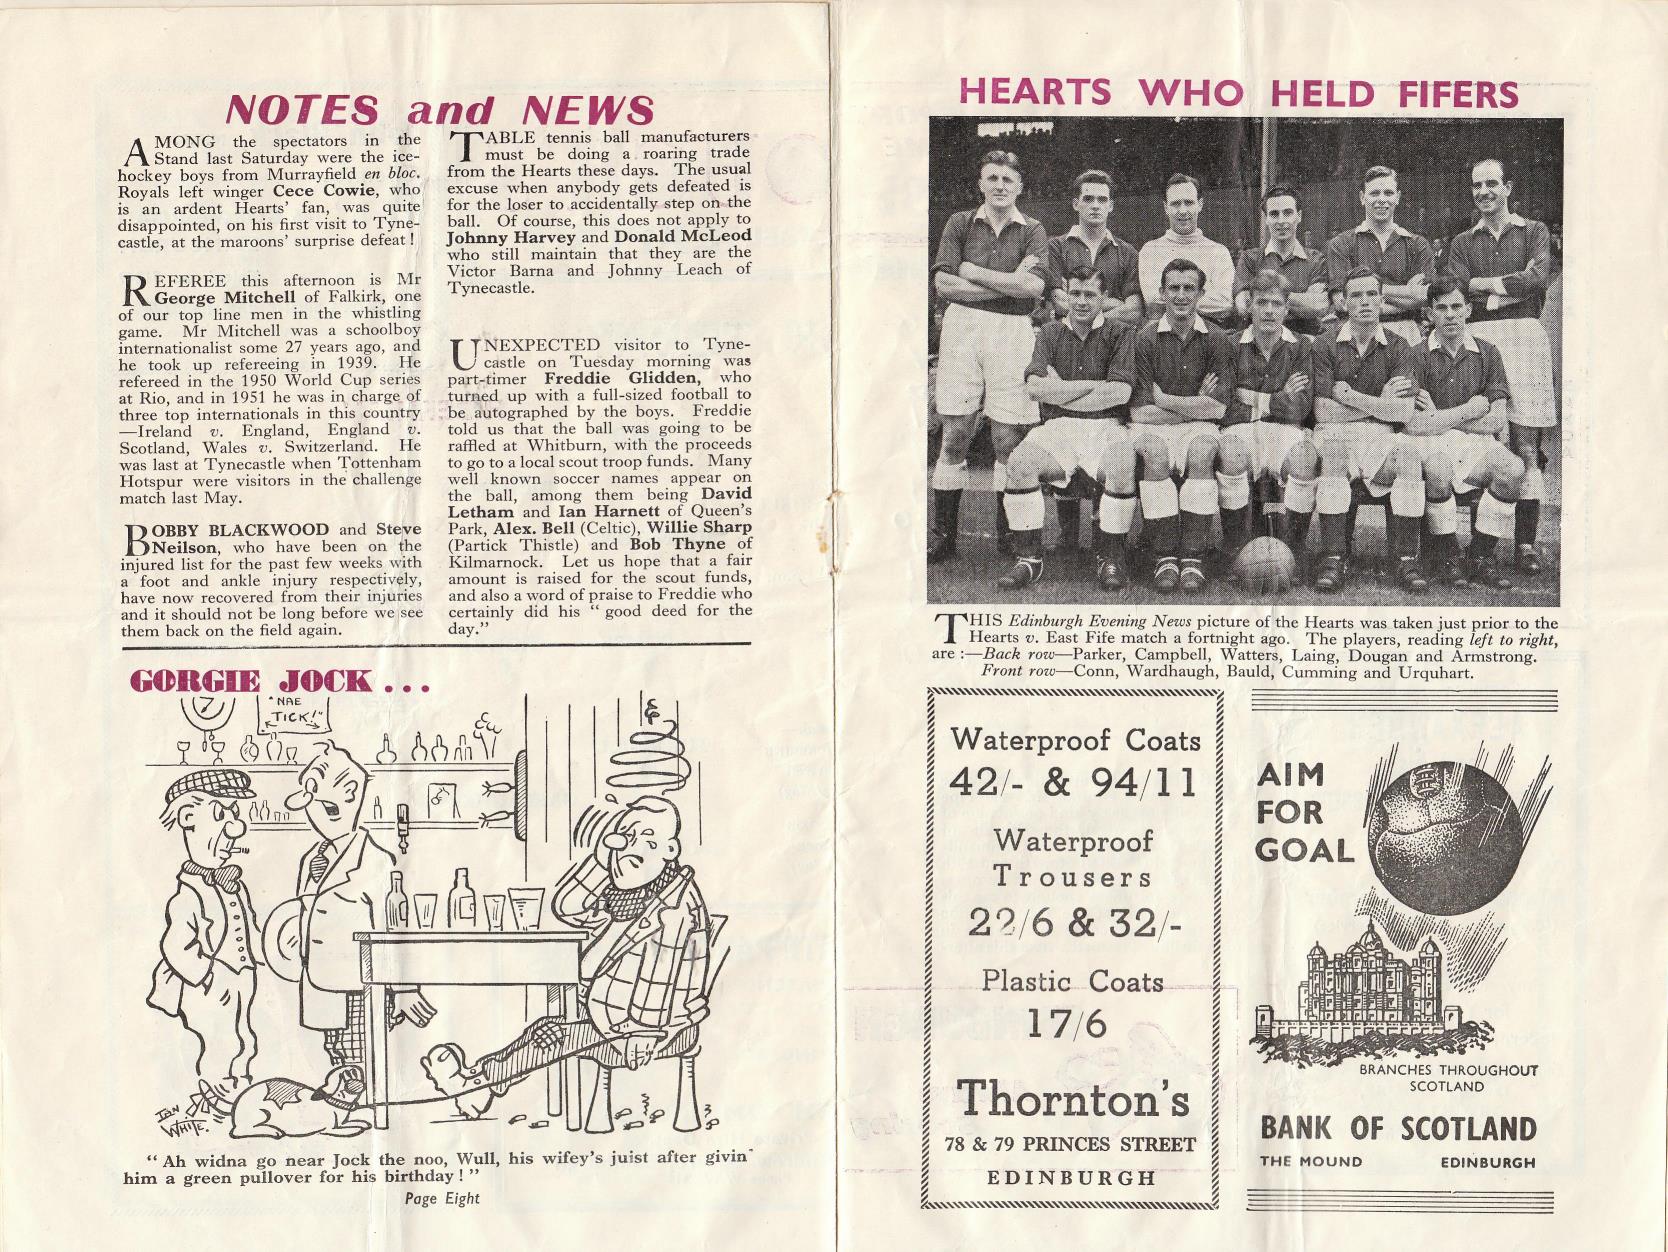 NOTES and NEWS
AMONG the spectators in the
Stand last Saturday were the ice-
hockey boys from Murrayfield en bloc.
Royals left winger Cece Cowie, who
is an ardent Hearts' fan, was quite
disappointed, on his first visit to Tyne-
castle, at the maroons' surprise defeat !
REFEREE this afternoon is Mr
George Mitchell of Falkirk, one
of our top line men in the whistling
game. Mr Mitchell was a schoolboy
internationalist some 27 years ago, and
he took up refereeing in 1939. He
refereed in the 1950 World Cup series
at Rio, and in 1951 he was in charge of
three top internationals in this country
—Ireland v. England, England v.
Scotland, Wales v. Switzerland. He
was last at Tynecastle when Tottenham
Hotspur were visitors in the challenge
match last May.
BOBBY BLACKWOOD and Steve
Neilson, who have been on the
injured list for the past few weeks with
a foot and ankle injury respectively,
have now recovered from their injuries
and it should not be long before we see
them back on the field again.
TABLE tennis ball manufacturers
must be doing a roaring trade
from the Hearts these days. The usual
excuse when anybody gets defeated is
for the loser to accidentally step on the
ball. Of course, this does not apply to
Johnny Harvey and Donald McLeod
who still maintain that they are the
Victor Barna and Johnny Leach of
Tynecastle.
UNEXPECTED visitor to Tyne-
castle on Tuesday morning was
part-timer Freddie Glidden, who
turned up with a full-sized football to
be autographed by the boys. Freddie
told us that the ball was going to be
raffled at Whitburn, with the proceeds
to go to a local scout troop funds. Many
well known soccer names appear on
the ball, among them being David
Letham and Ian Harnett of Queen's
Park, Alex. Bell (Celtic), Willie Sharp
(Partick Thistle) and Bob Thyne of
Kilmarnock. Let us hope that a fair
amount is raised for the scout funds,
and also a word of praise to Freddie who
certainly did his " good deed for the
day."
GORGIE JOCK . . .
"NAE
TICK!"
IAN
WHITE.
" Ah widna go near Jock the noo, Wull, his wifey's juist after givin'
him a green pullover for his birthday ! "
Page Eight
HEARTS WHO HELD FIFERS
THIS Edinburgh Evening News picture of the Hearts was taken just prior to the
Hearts v. East Fife match a fortnight ago. The players, reading left to right,
are :—Back row—Parker, Campbell, Watters, Laing, Dougan and Armstrong.
Front row—Conn, Wardhaugh, Bauld, Cumming and Urquhart.
Waterproof Coats
42/- & 94/11
Waterproof
Trousers
22/6 & 32/-
Plastic Coats
17/6
Thornton's
78 & 79 PRINCES STREET
EDINBURGH
AIM
FOR
GOAL
BRANCHES THROUGHOUT
SCOTLAND
BANK OF SCOTLAND
THE MOUND EDINBURGH